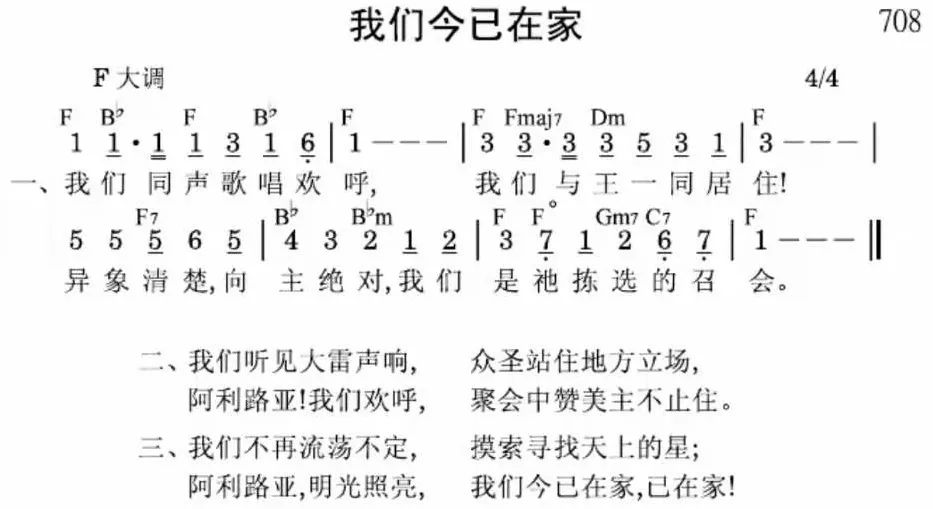 我们今已在家 708
F 大调 4/4
F B♭ F B♭ F F Fmaj7 Dm F
1 1· 1 1 3 1 6 | 1 - - - | 3 3· 3 3 5 3 1 | 3 - - - |
一、我们 同声歌唱欢 呼, 我们 与王一同居 住!
F7 B♭ B♭m F F° Gm7 C7 F
5 5 5 6 5 | 4 3 2 1 2 | 3 7 1 2 6 7 | 1 - - - ‖
异象清楚,向 主绝对,我们 是祂拣选的召 会。
二、我们听见大雷声响, 众圣站住地方立场,
阿利路亚!我们欢呼, 聚会中赞美主不止住。
三、我们不再流荡不定, 摸索寻找天上的星;
阿利路亚,明光照亮, 我们今已在家,已在家!